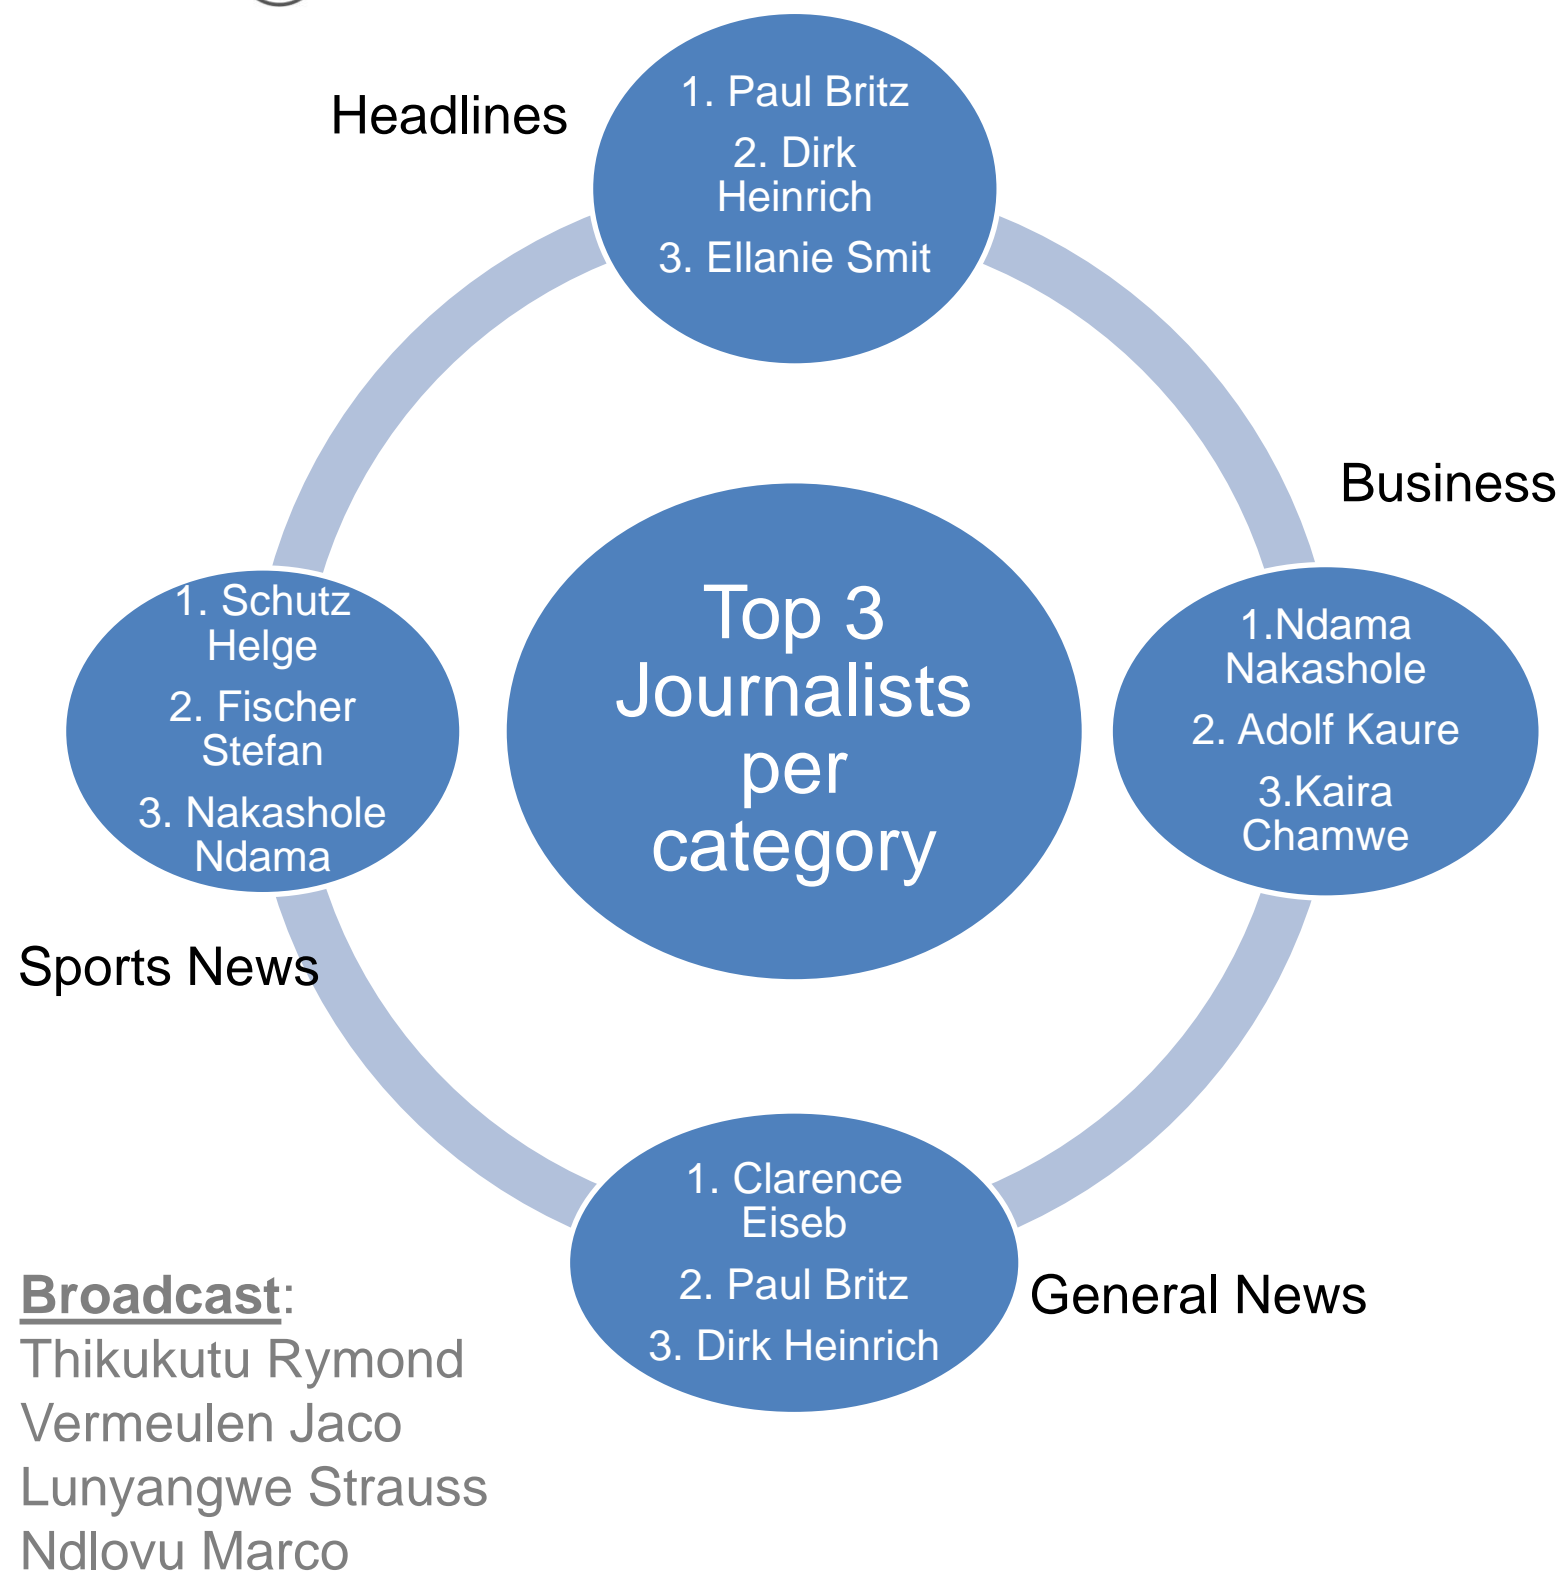 Headlines
1. Paul Britz
2. Dirk
Heinrich
3. Ellanie Smit
Business
1.Ndama
Nakashole
2. Adolf Kaure
3.Kaira
Chamwe
Top 3
Journalists
per
category
1. Schutz
Helge
2. Fischer
Stefan
3. Nakashole
Ndama
Sports News
1. Clarence
Eiseb
2. Paul Britz
3. Dirk Heinrich
General News
Broadcast:
Thikukutu Rymond
Vermeulen Jaco
Lunyangwe Strauss
Ndlovu Marco